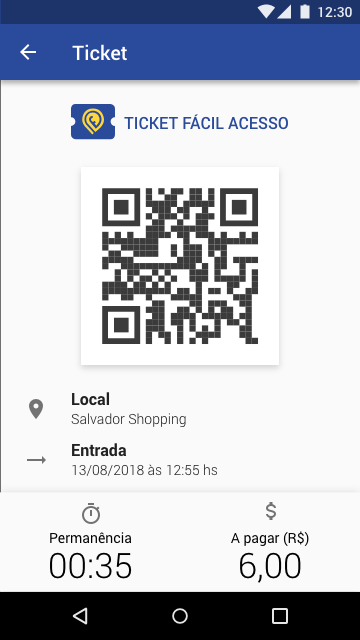 12:30
Ticket
TICKET FÁCIL ACESSO
Local
Salvador Shopping
Entrada
13/08/2018 às 12:55 hs
Permanência
00:35
A pagar (R$)
6,00